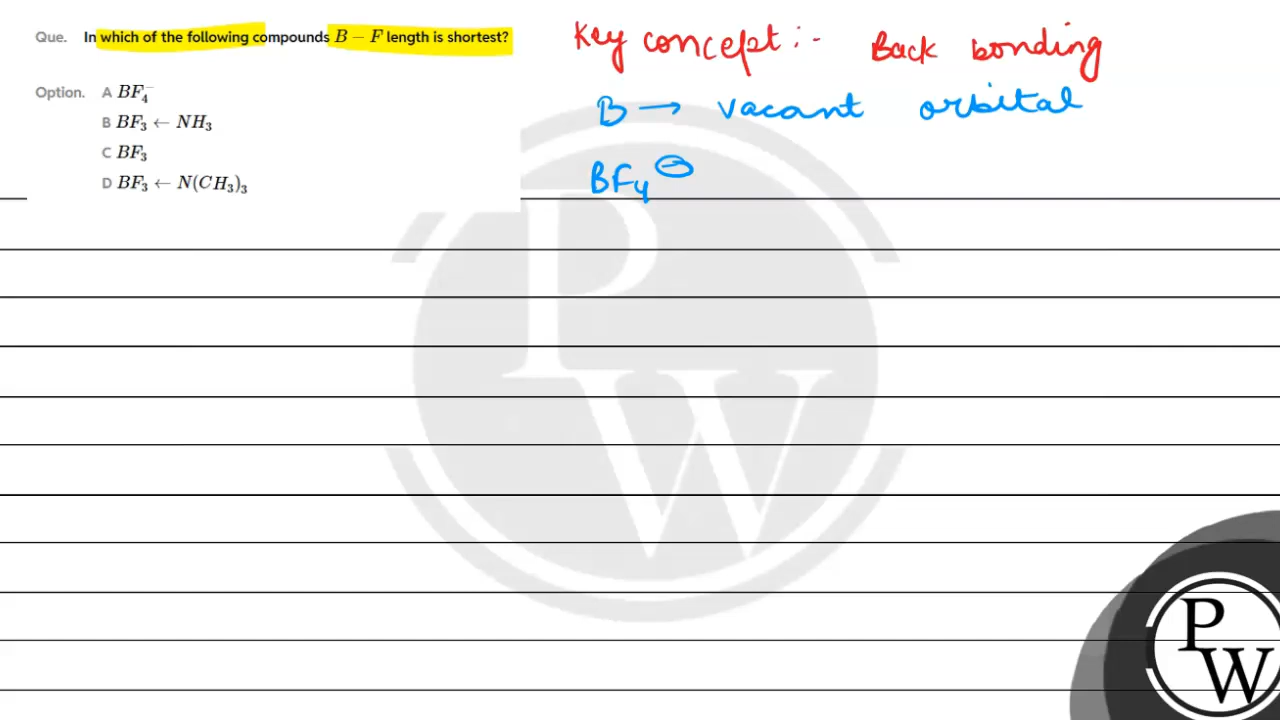 Que. In which of the following compounds B − F length is shortest?
Option. A BF₄⁻
B BF₃ ← NH₃
C BF₃
D BF₃ ← N(CH₃)₃
Key concept :- Back bonding
B → vacant orbital
BF₄ ⊖
P
W
P
W